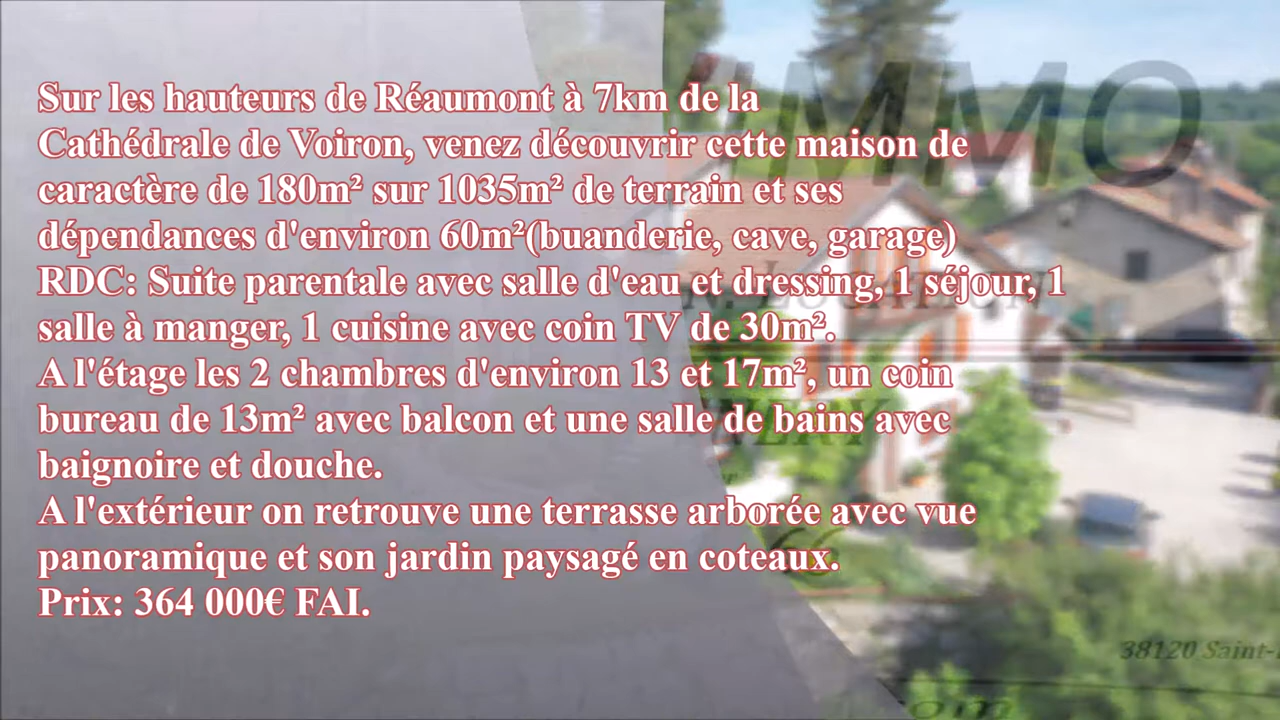 Sur les hauteurs de Réaumont à 7km de la
Cathédrale de Voiron, venez découvrir cette maison de
caractère de 180m² sur 1035m² de terrain et ses
dépendances d'environ 60m²(buanderie, cave, garage)
RDC: Suite parentale avec salle d'eau et dressing, 1 séjour, 1
salle à manger, 1 cuisine avec coin TV de 30m².
A l'étage les 2 chambres d'environ 13 et 17m², un coin
bureau de 13m² avec balcon et une salle de bains avec
baignoire et douche.
A l'extérieur on retrouve une terrasse arborée avec vue
panoramique et son jardin paysagé en coteaux.
Prix: 364 000€ FAI.
IMMO
38120 Saint-